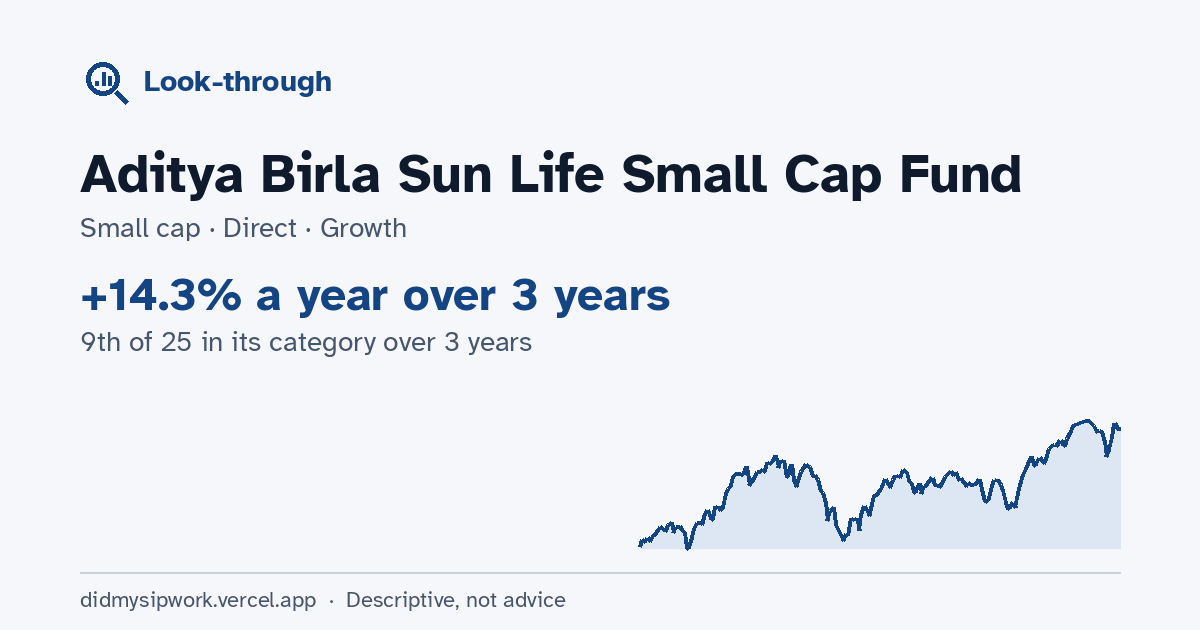 Look-through
Aditya Birla Sun Life Small Cap Fund
Small cap · Direct · Growth
+14.3% a year over 3 years
9th of 25 in its category over 3 years
didmysipwork.vercel.app · Descriptive, not advice